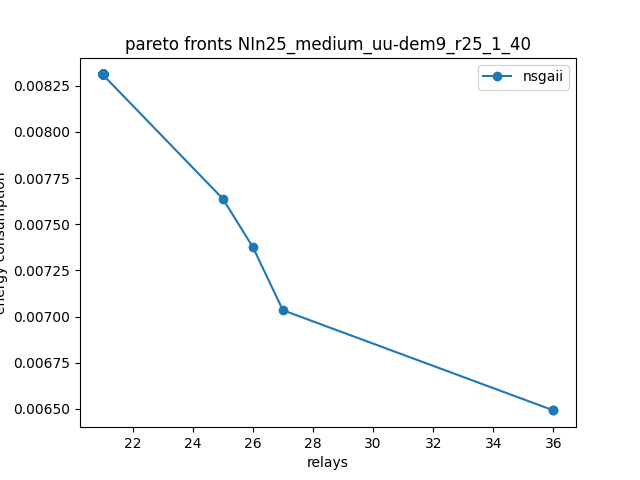 pareto fronts NIn25_medium_uu-dem9_r25_1_40
nsgaii
energy consumption
0.00825
0.00800
0.00775
0.00750
0.00725
0.00700
0.00675
0.00650
22 24 26 28 30 32 34 36
relays